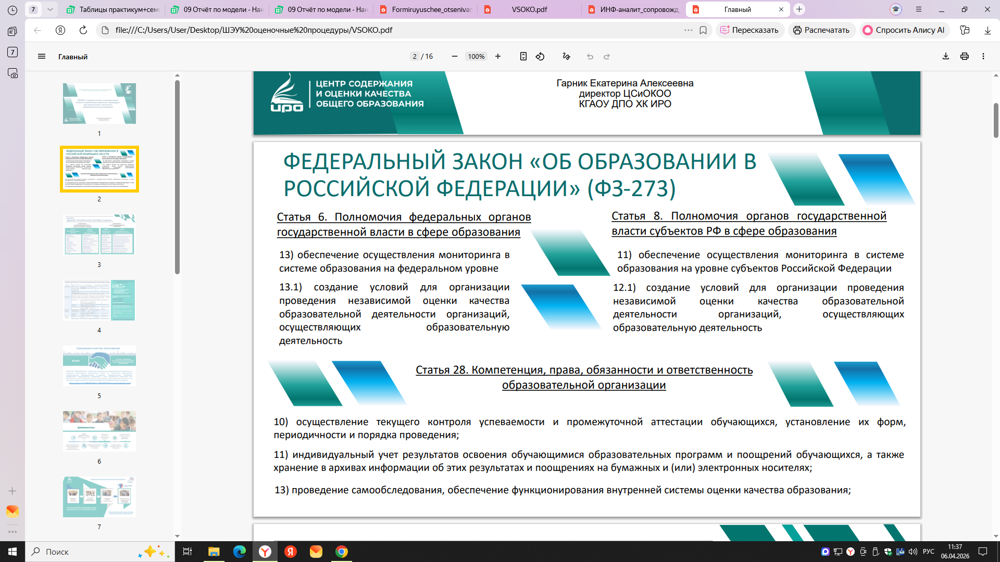 7
Таблицы практикум+сем
09 Отчёт по модели - Нан
09 Отчёт по модели - Нан
Formiruyuschee_otsenivar
VSOKO.pdf
ИНФ-аналит_сопровожд
Главный
file:///C:/Users/User/Desktop/ШЭУ%20оценочные%20процедуры/VSOKO.pdf
Пересказать
Распечатать
Спросить Алису AI
7
Главный
2 / 16
100%
ЦЕНТР СОДЕРЖАНИЯ
И ОЦЕНКИ КАЧЕСТВА
ОБЩЕГО ОБРАЗОВАНИЯ
ИРО
Гарник Екатерина Алексеевна
директор ЦСиОКОО
КГАОУ ДПО ХК ИРО
ФЕДЕРАЛЬНЫЙ ЗАКОН «ОБ ОБРАЗОВАНИИ В
РОССИЙСКОЙ ФЕДЕРАЦИИ» (ФЗ-273)
Статья 6. Полномочия федеральных органов
государственной власти в сфере образования
13) обеспечение осуществления мониторинга в
системе образования на федеральном уровне
13.1) создание условий для организации
проведения независимой оценки качества
образовательной деятельности организаций,
осуществляющих образовательную
деятельность
Статья 8. Полномочия органов государственной
власти субъектов РФ в сфере образования
11) обеспечение осуществления мониторинга в системе
образования на уровне субъектов Российской Федерации
12.1) создание условий для организации проведения
независимой оценки качества образовательной
деятельности организаций, осуществляющих
образовательную деятельность
Статья 28. Компетенция, права, обязанности и ответственность
образовательной организации
10) осуществление текущего контроля успеваемости и промежуточной аттестации обучающихся, установление их форм,
периодичности и порядка проведения;
11) индивидуальный учет результатов освоения обучающимися образовательных программ и поощрений обучающихся, а также
хранение в архивах информации об этих результатах и поощрениях на бумажных и (или) электронных носителях;
13) проведение самообследования, обеспечение функционирования внутренней системы оценки качества образования;
1
ФЕДЕРАЛЬНЫЙ ЗАКОН «ОБ ОБРАЗОВАНИИ В
РОССИЙСКОЙ ФЕДЕРАЦИИ» (ФЗ-273)
2
3
4
5
6
7
Поиск
РУС
11:37
06.04.2026